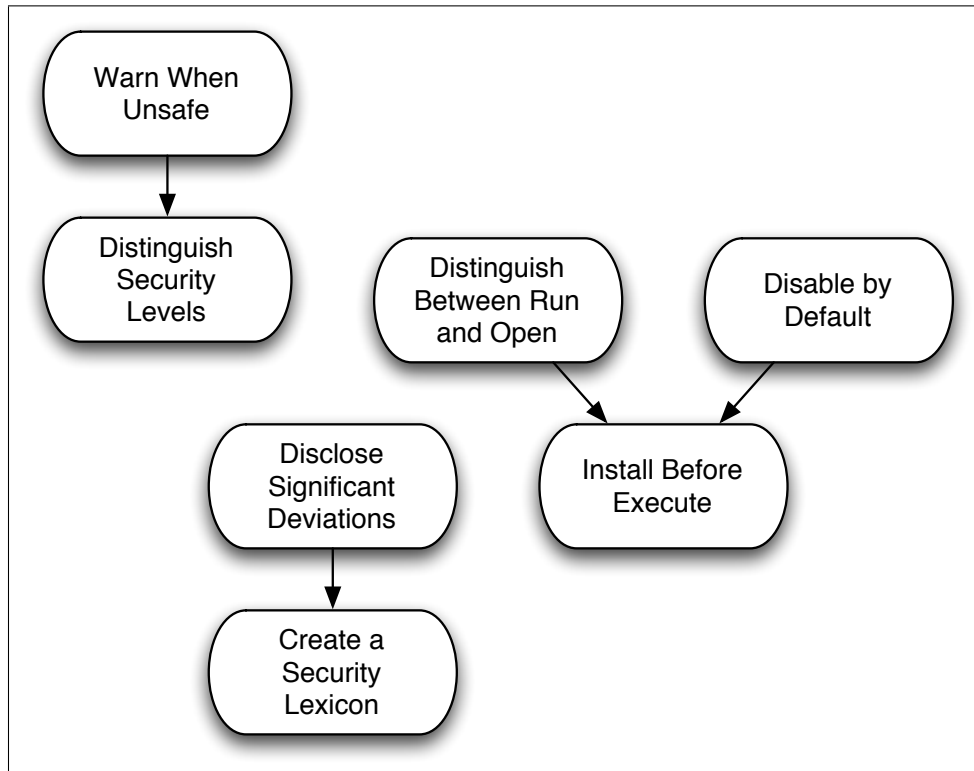 Warn When
Unsafe
Distinguish
Security
Levels
Distinguish
Between Run
and Open
Disable by
Default
Disclose
Significant
Deviations
Install Before
Execute
Create a
Security
Lexicon